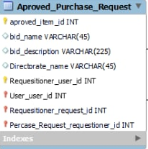 Aproved_Purchase_Request
aproved_item_id INT
bid_name VARCHAR(45)
bid_description VARCHAR(225)
Directorate_name VARCHAR(45)
Requesitioner_user_id INT
User_user_id INT
Requesitioner_request_id INT
Percase_Request_requestioner_id INT
Indexes